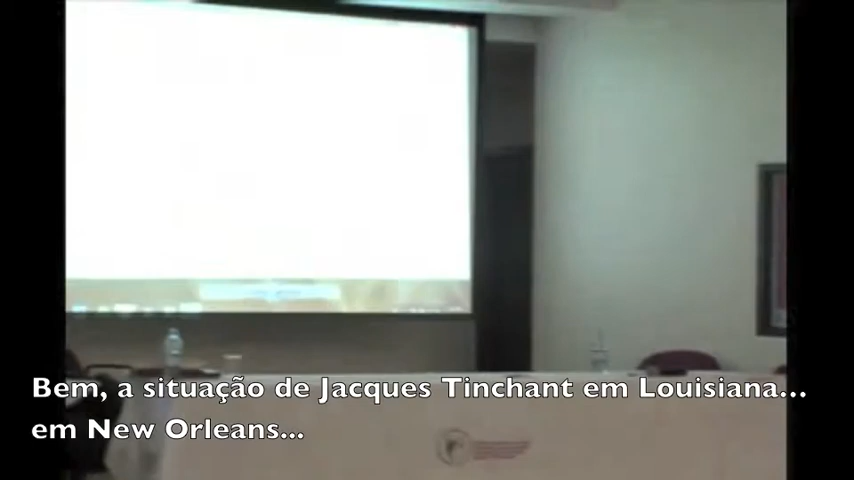 Bem, a situação de Jacques Tinchant em Louisiana...
em New Orleans...